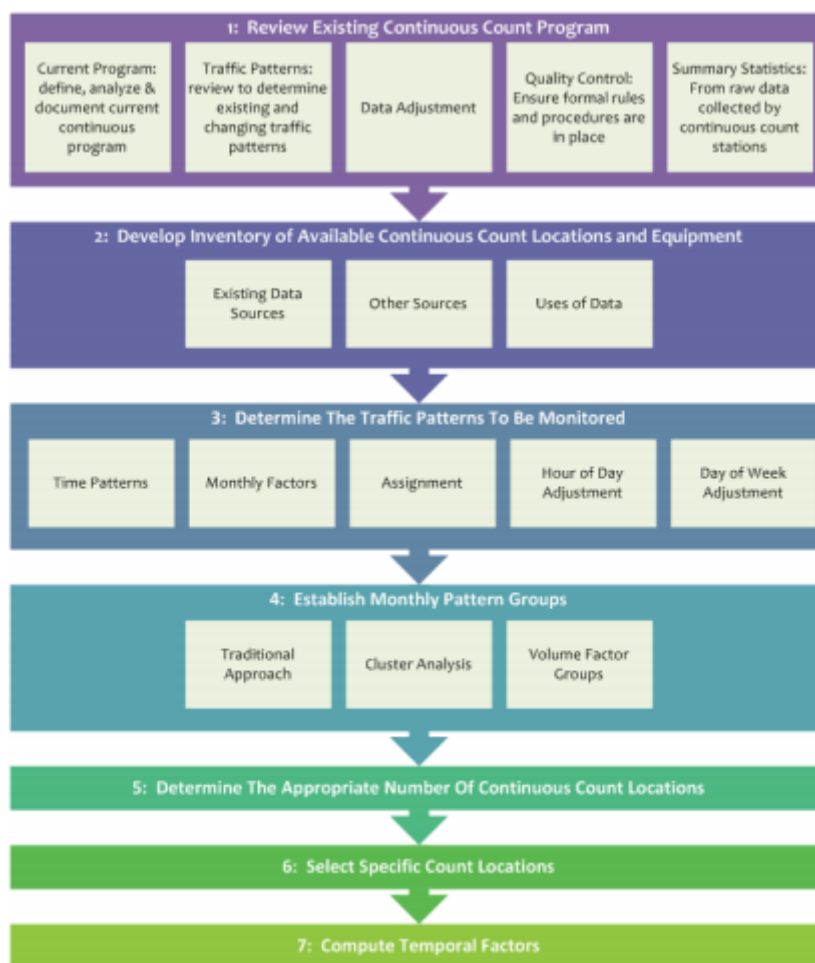 1: Review Existing Continuous Count Program
Current Program:
define, analyze &
document current
continuous
program
Traffic Patterns:
review to determine
existing and
changing traffic
patterns
Data Adjustment
Quality Control:
Ensure formal rules
and procedures are
in place
Summary Statistics:
From raw data
collected by
continuous count
stations
2: Develop Inventory of Available Continuous Count Locations and Equipment
Existing Data
Sources
Other Sources
Uses of Data
3: Determine The Traffic Patterns To Be Monitored
Time Patterns
Monthly Factors
Assignment
Hour of Day
Adjustment
Day of Week
Adjustment
4: Establish Monthly Pattern Groups
Traditional
Approach
Cluster Analysis
Volume Factor
Groups
5: Determine The Appropriate Number Of Continuous Count Locations
6: Select Specific Count Locations
7: Compute Temporal Factors